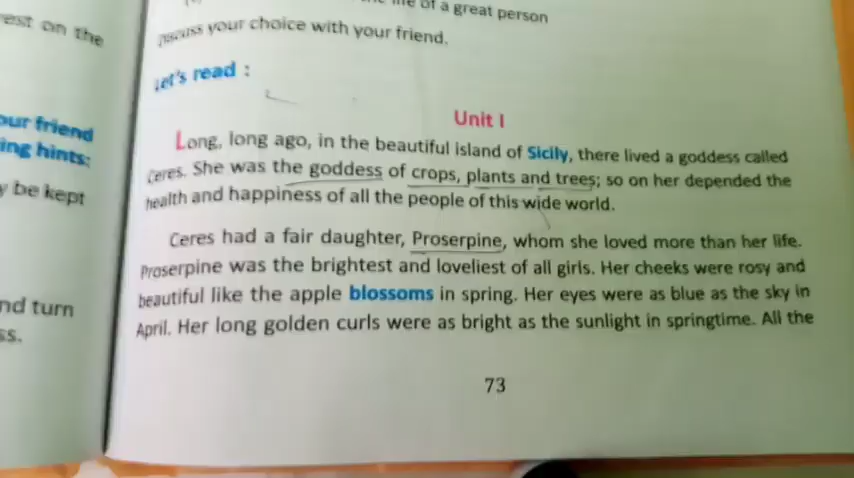 est on the
our friend
ing hints:
y be kept
nd turn
ss.
of a great person
discuss your choice with your friend.
Let's read :
Unit I
Long, long ago, in the beautiful island of Sicily, there lived a goddess called
Ceres. She was the goddess of crops, plants and trees; so on her depended the
health and happiness of all the people of this wide world.
Ceres had a fair daughter, Proserpine, whom she loved more than her life.
Proserpine was the brightest and loveliest of all girls. Her cheeks were rosy and
beautiful like the apple blossoms in spring. Her eyes were as blue as the sky in
April. Her long golden curls were as bright as the sunlight in springtime. All the
73